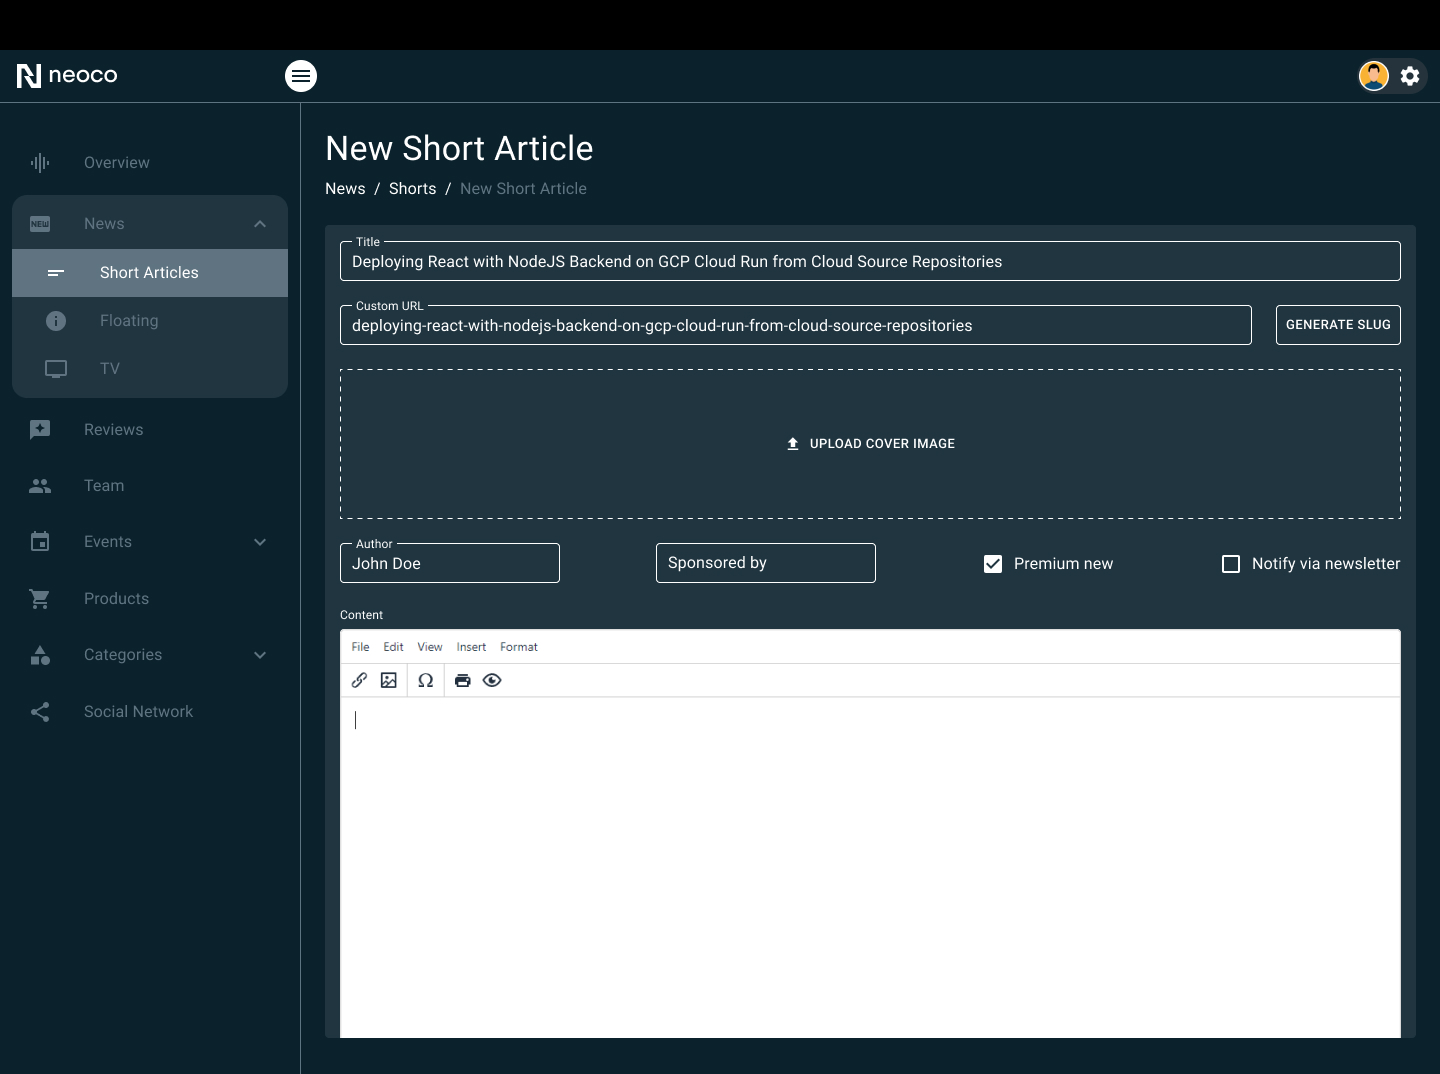 neoco
New Short Article
News / Shorts / New Short Article
Overview
NEW News
Short Articles
Floating
TV
Reviews
Team
Events
Products
Categories
Social Network
Title
Deploying React with NodeJS Backend on GCP Cloud Run from Cloud Source Repositories
Custom URL
deploying-react-with-nodejs-backend-on-gcp-cloud-run-from-cloud-source-repositories
GENERATE SLUG
UPLOAD COVER IMAGE
Author
John Doe
Sponsored by
Premium new
Notify via newsletter
Content
File Edit View Insert Format